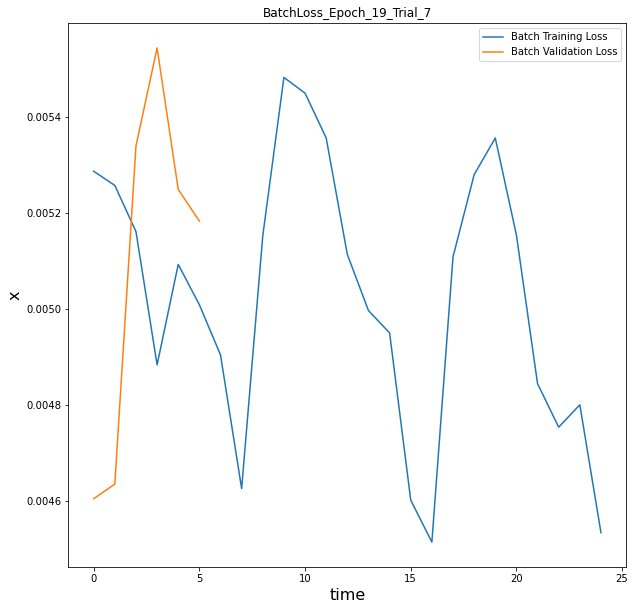 BatchLoss_Epoch_19_Trial_7
Batch Training Loss
Batch Validation Loss
0.0054
0.0052
0.0050
0.0048
0.0046
x
0
5
10
15
20
25
time